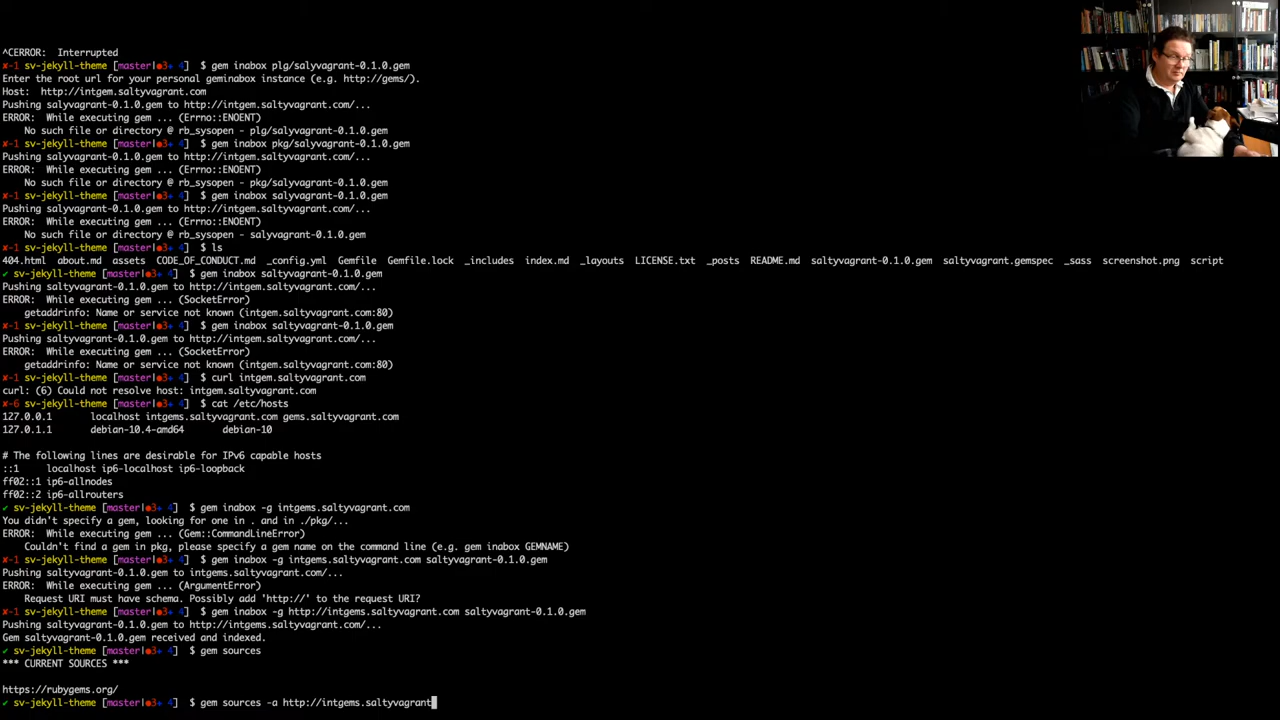 ^CERROR:  Interrupted
✘-1 sv-jekyll-theme [master|●3✚ 4]  $ gem inabox plg/salyvagrant-0.1.0.gem
Enter the root url for your personal geminabox instance (e.g. http://gems/).
Host:  http://intgem.saltyvagrant.com
Pushing salyvagrant-0.1.0.gem to http://intgem.saltyvagrant.com/...
ERROR:  While executing gem ... (Errno::ENOENT)
    No such file or directory @ rb_sysopen - plg/salyvagrant-0.1.0.gem
✘-1 sv-jekyll-theme [master|●3✚ 4]  $ gem inabox pkg/salyvagrant-0.1.0.gem
Pushing salyvagrant-0.1.0.gem to http://intgem.saltyvagrant.com/...
ERROR:  While executing gem ... (Errno::ENOENT)
    No such file or directory @ rb_sysopen - pkg/salyvagrant-0.1.0.gem
✘-1 sv-jekyll-theme [master|●3✚ 4]  $ gem inabox salyvagrant-0.1.0.gem
Pushing salyvagrant-0.1.0.gem to http://intgem.saltyvagrant.com/...
ERROR:  While executing gem ... (Errno::ENOENT)
    No such file or directory @ rb_sysopen - salyvagrant-0.1.0.gem
✘-1 sv-jekyll-theme [master|●3✚ 4]  $ ls
404.html  about.md  assets  CODE_OF_CONDUCT.md  _config.yml  Gemfile  Gemfile.lock  _includes  index.md  _layouts  LICENSE.txt  _posts  README.md  saltyvagrant-0.1.0.gem  saltyvagrant.gemspec  _sass  screenshot.png  script
✔ sv-jekyll-theme [master|●3✚ 4]  $ gem inabox saltyvagrant-0.1.0.gem
Pushing saltyvagrant-0.1.0.gem to http://intgem.saltyvagrant.com/...
ERROR:  While executing gem ... (SocketError)
    getaddrinfo: Name or service not known (intgem.saltyvagrant.com:80)
✘-1 sv-jekyll-theme [master|●3✚ 4]  $ gem inabox saltyvagrant-0.1.0.gem
Pushing saltyvagrant-0.1.0.gem to http://intgem.saltyvagrant.com/...
ERROR:  While executing gem ... (SocketError)
    getaddrinfo: Name or service not known (intgem.saltyvagrant.com:80)
✘-1 sv-jekyll-theme [master|●3✚ 4]  $ curl intgem.saltyvagrant.com
curl: (6) Could not resolve host: intgem.saltyvagrant.com
✘-6 sv-jekyll-theme [master|●3✚ 4]  $ cat /etc/hosts
127.0.0.1       localhost intgems.saltyvagrant.com gems.saltyvagrant.com
127.0.1.1       debian-10.4-amd64       debian-10

# The following lines are desirable for IPv6 capable hosts
::1     localhost ip6-localhost ip6-loopback
ff02::1 ip6-allnodes
ff02::2 ip6-allrouters
✔ sv-jekyll-theme [master|●3✚ 4]  $ gem inabox -g intgems.saltyvagrant.com
You didn't specify a gem, looking for one in . and in ./pkg/...
ERROR:  While executing gem ... (Gem::CommandLineError)
    Couldn't find a gem in pkg, please specify a gem name on the command line (e.g. gem inabox GEMNAME)
✘-1 sv-jekyll-theme [master|●3✚ 4]  $ gem inabox -g intgems.saltyvagrant.com saltyvagrant-0.1.0.gem
Pushing saltyvagrant-0.1.0.gem to intgems.saltyvagrant.com/...
ERROR:  While executing gem ... (ArgumentError)
    Request URI must have schema. Possibly add 'http://' to the request URI?
✘-1 sv-jekyll-theme [master|●3✚ 4]  $ gem inabox -g http://intgems.saltyvagrant.com saltyvagrant-0.1.0.gem
Pushing saltyvagrant-0.1.0.gem to http://intgems.saltyvagrant.com/...
Gem saltyvagrant-0.1.0.gem received and indexed.
✔ sv-jekyll-theme [master|●3✚ 4]  $ gem sources
*** CURRENT SOURCES ***

https://rubygems.org/
✔ sv-jekyll-theme [master|●3✚ 4]  $ gem sources -a http://intgems.saltyvagrant